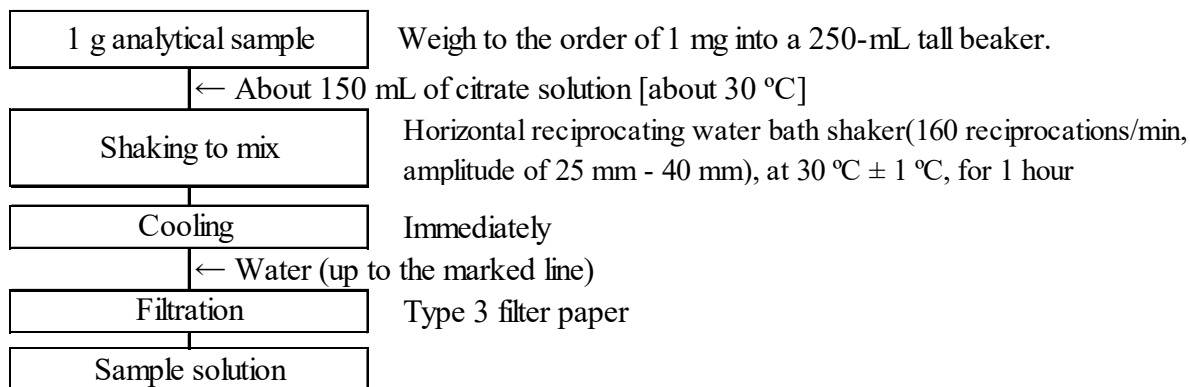 1 g analytical sample Weigh to the order of 1 mg into a 250-mL tall beaker.
← About 150 mL of citrate solution [about 30 ºC]
Shaking to mix
Horizontal reciprocating water bath shaker(160 reciprocations/min,
amplitude of 25 mm - 40 mm), at 30 ºC ± 1 ºC, for 1 hour
Cooling Immediately
← Water (up to the marked line)
Filtration Type 3 filter paper
Sample solution